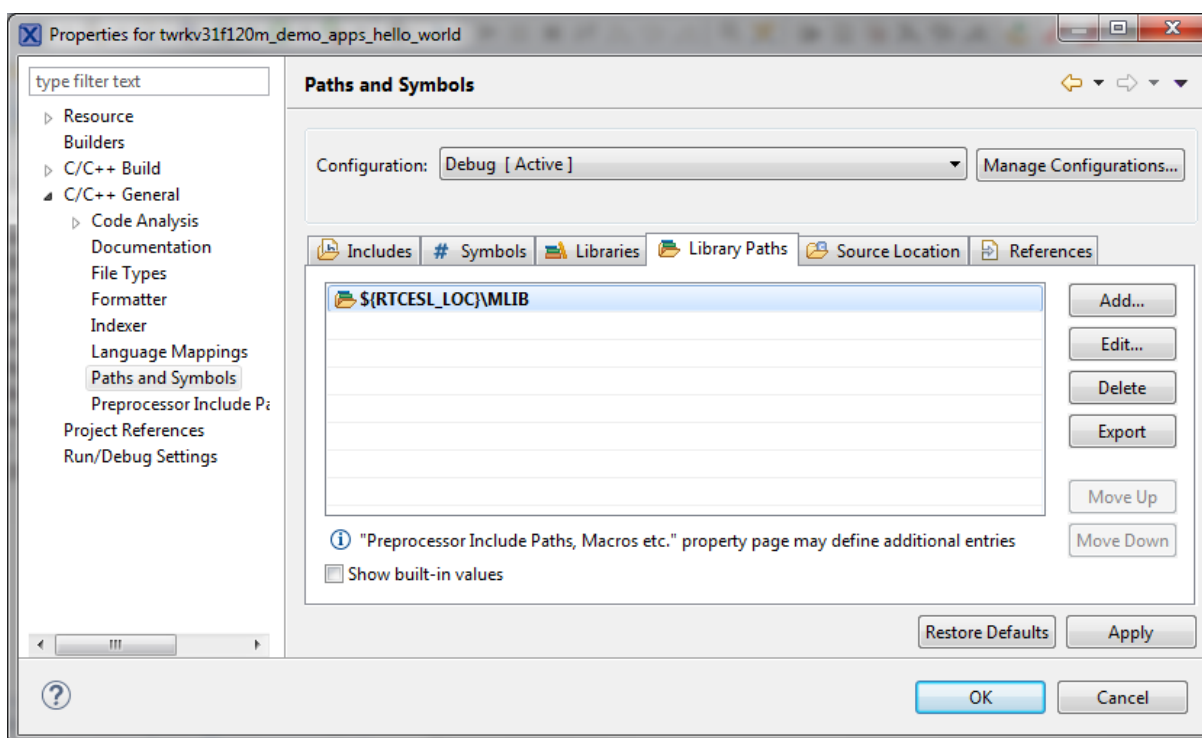 Properties for twrkv31f120m_demo_apps_hello_world
type filter text
Resource
Builders
C/C++ Build
C/C++ General
Code Analysis
Documentation
File Types
Formatter
Indexer
Language Mappings
Paths and Symbols
Preprocessor Include Pa
Project References
Run/Debug Settings
Paths and Symbols
Configuration: Debug [ Active ] Manage Configurations...
Includes # Symbols Libraries Library Paths Source Location References
${RTCESL_LOC}\MLIB
Add...
Edit...
Delete
Export
Move Up
Move Down
"Preprocessor Include Paths, Macros etc." property page may define additional entries
Show built-in values
Restore Defaults Apply
OK Cancel